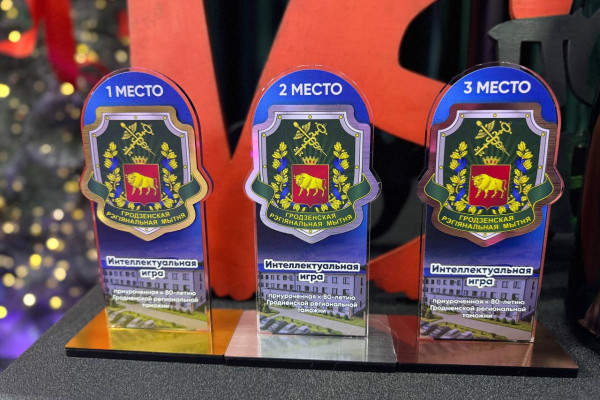 1 МЕСТО
ГРОДЗЕНСКАЯ
РЭГІЯНАЛЬНАЯ МЫТНЯ
Интеллектуальная
игра
приуроченная к 80-летию
Гродненской региональной
таможни
2 МЕСТО
ГРОДЗЕНСКАЯ
РЭГІЯНАЛЬНАЯ МЫТНЯ
Интеллектуальная
игра
приуроченная к 80-летию
Гродненской региональной
таможни
3 МЕСТО
ГРОДЗЕНСКАЯ
РЭГІЯНАЛЬНАЯ МЫТНЯ
Интеллектуальная
игра
приуроченная к 80-летию
Гродненской региональной
таможни